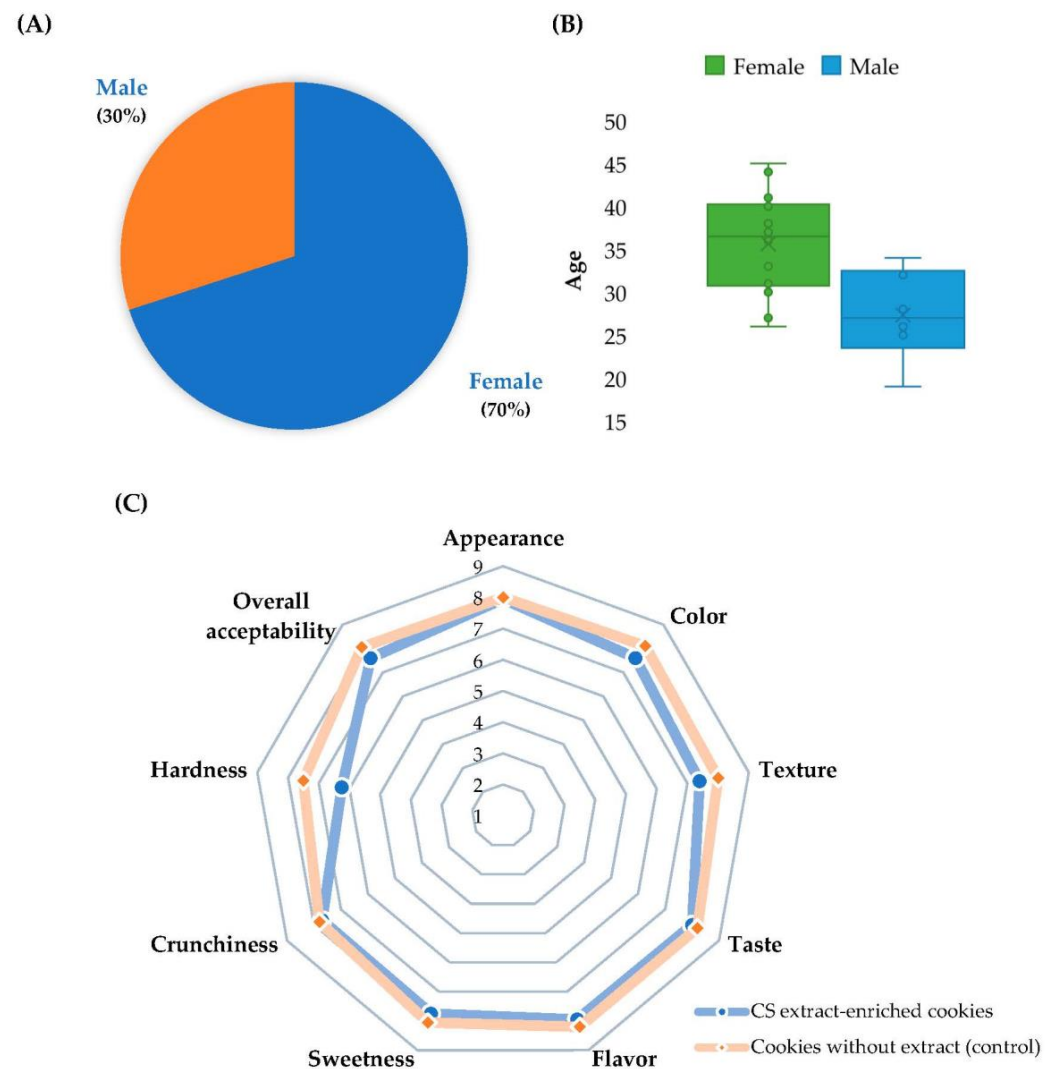 (A)
Male
(30%)
Female
(70%)
(B)
Female
Male
50
45
40
35
30
25
20
15
Age
(C)
Appearance
9
8
7
6
5
4
3
2
1
Color
Texture
Taste
Flavor
Sweetness
Crunchiness
Hardness
Overall
acceptability
CS extract-enriched cookies
Cookies without extract (control)